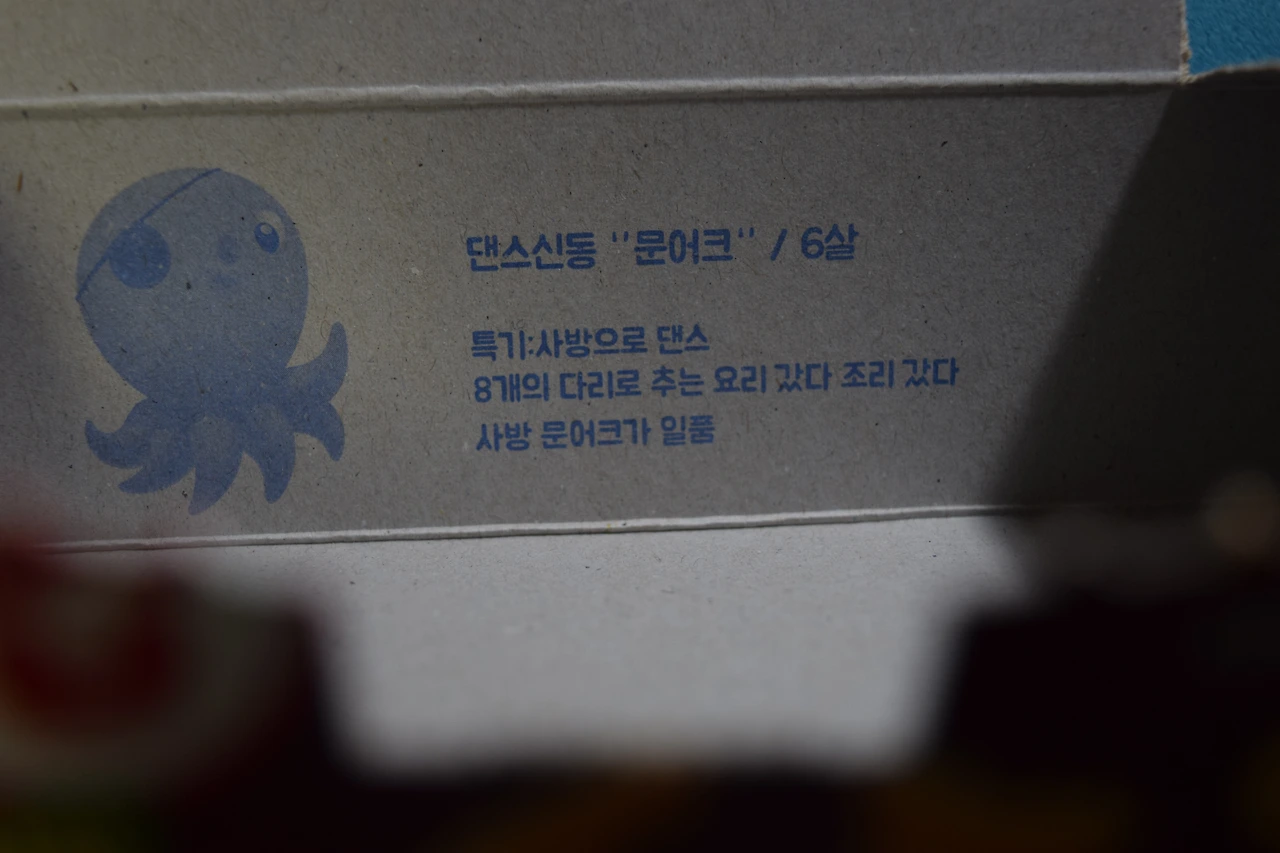 댄스신동 "문어크" / 6살
특기:사방으로 댄스
8개의 다리로 추는 요리 갔다 조리 갔다
사방 문어크가 일품